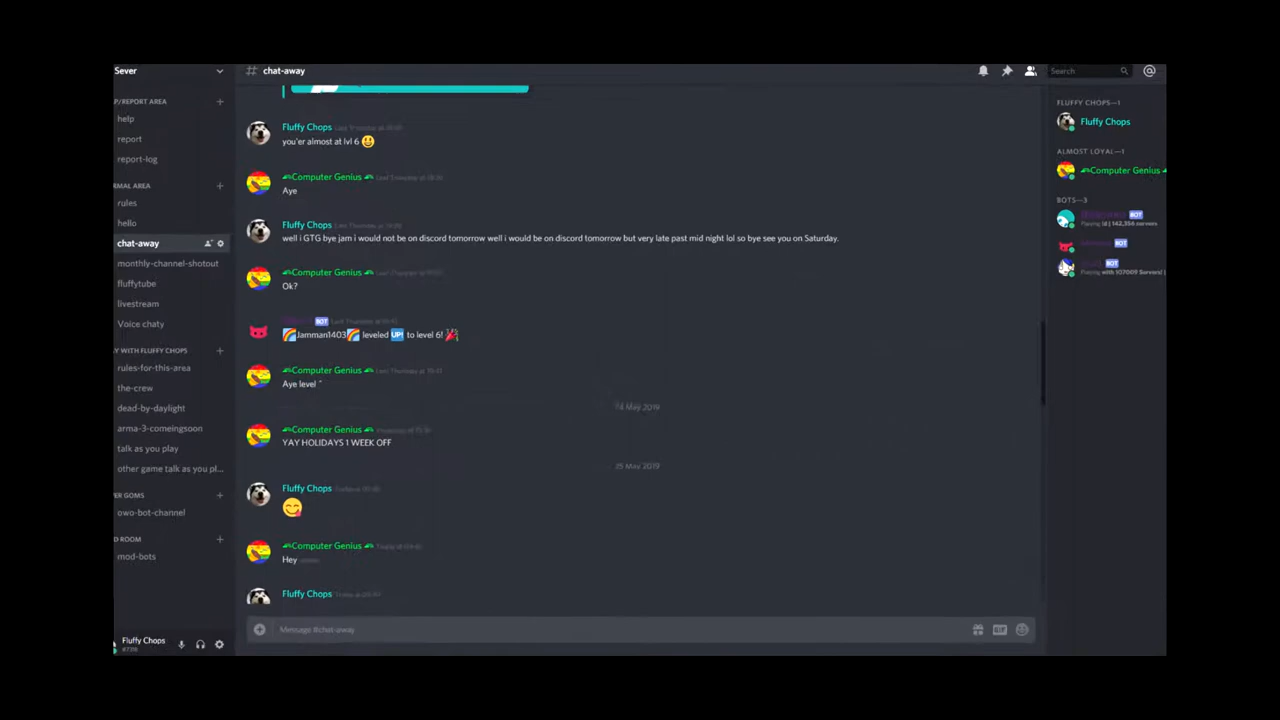 Sever
# chat-away
Search
P/REPORT AREA
help
report
report-log
RMAL AREA
rules
hello
chat-away
monthly-channel-shotout
fluffytube
livestream
Voice chaty
Y WITH FLUFFY CHOPS
rules-for-this-area
the-crew
dead-by-daylight
arma-3-comeingsoon
talk as you play
other game talk as you pl...
ER GOMS
owo-bot-channel
D ROOM
mod-bots
Fluffy Chops
Fluffy Chops
you'er almost at lvl 6
Computer Genius
Aye
Fluffy Chops
well i GTG bye jam i would not be on discord tomorrow well i would be on discord tomorrow but very late past mid night lol so bye see you on Saturday.
Computer Genius
Ok?
BOT
Jamman1403 leveled UP! to level 6!
Computer Genius
Aye level ^
May 2019
Computer Genius
YAY HOLIDAYS 1 WEEK OFF
25 May 2019
Fluffy Chops
Computer Genius
Hey
Fluffy Chops
Message #chat-away
GIF
FLUFFY CHOPS—1
Fluffy Chops
ALMOST LOYAL—1
Computer Genius
BOTS—3
BOT
BOT
BOT
Playing with 107009 Servers!